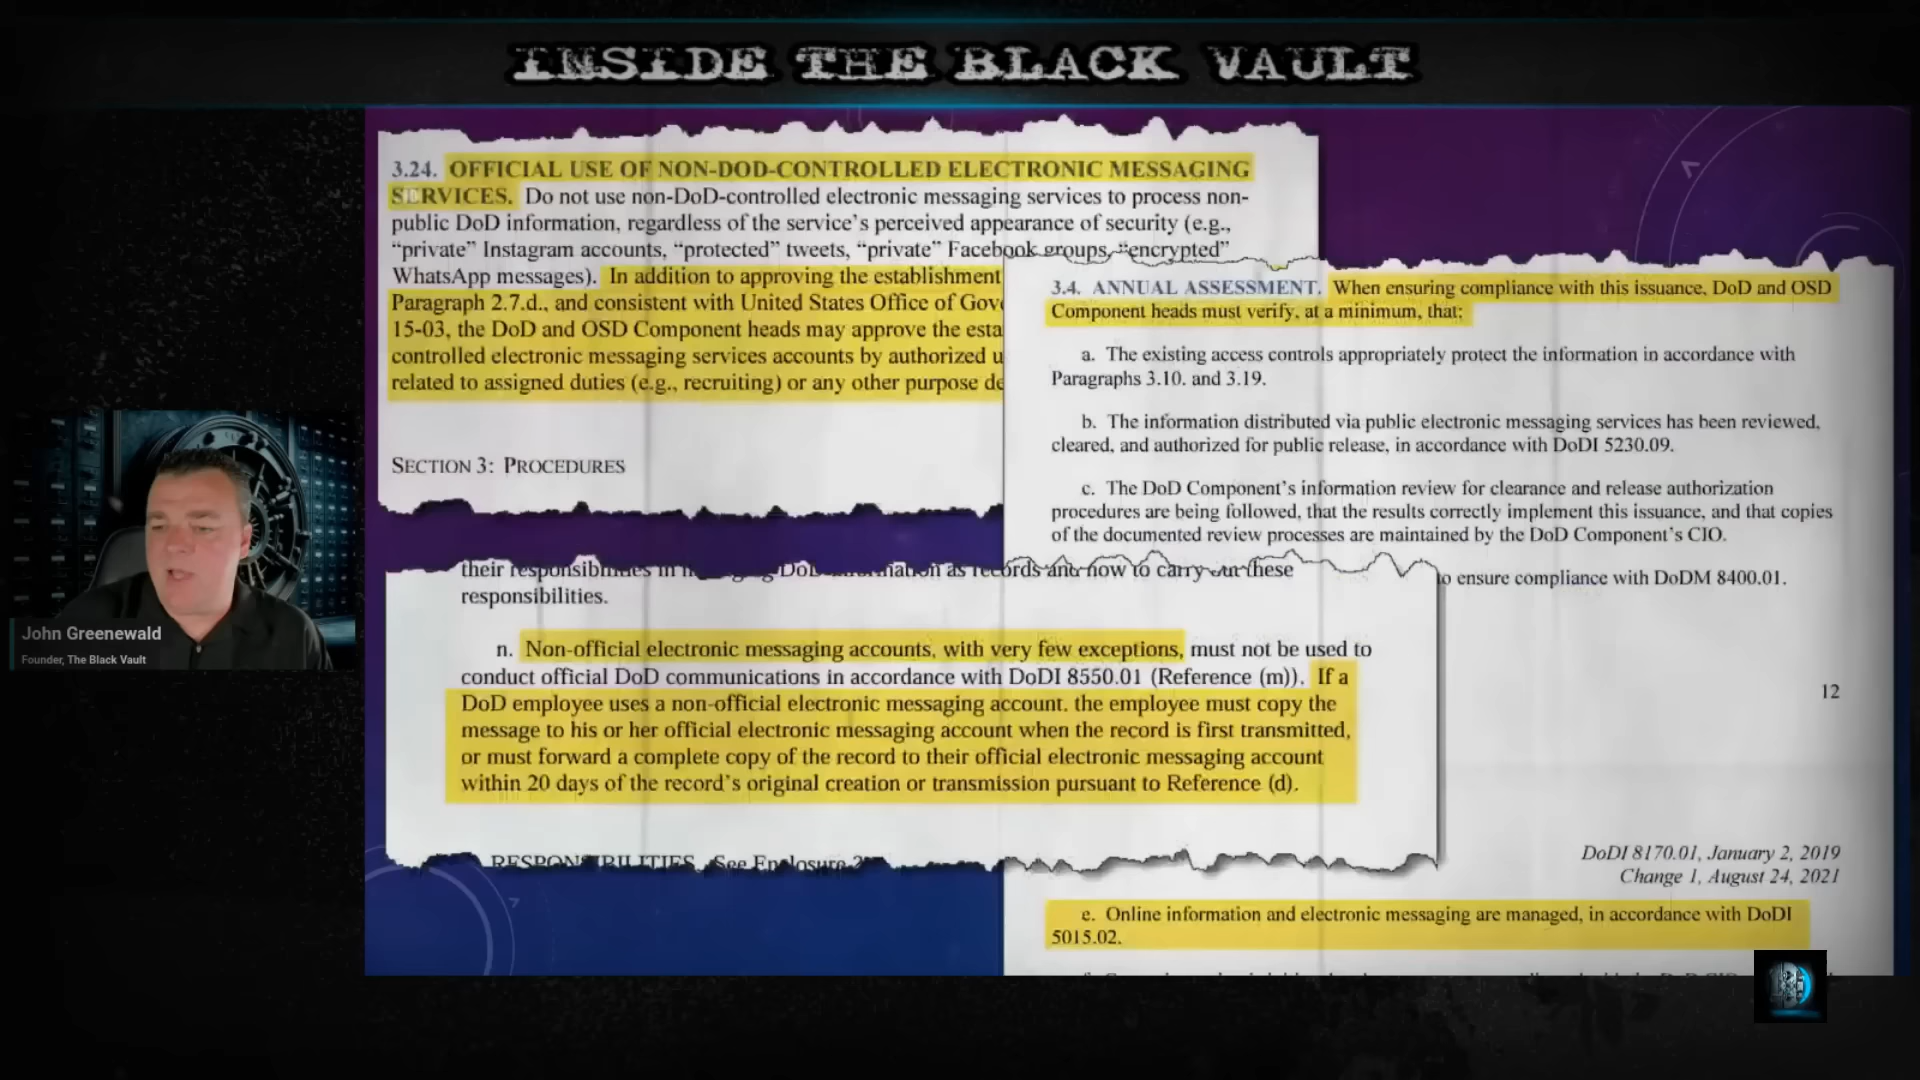 INSIDE THE BLACK VAULT
3.24. OFFICIAL USE OF NON-DOD-CONTROLLED ELECTRONIC MESSAGING
SERVICES. Do not use non-DoD-controlled electronic messaging services to process non-
public DoD information, regardless of the service's perceived appearance of security (e.g.,
“private” Instagram accounts, “protected” tweets, “private” Facebook groups, “encrypted”
WhatsApp messages). In addition to approving the establishment
Paragraph 2.7.d., and consistent with United States Office of Gov
15-03, the DoD and OSD Component heads may approve the esta
controlled electronic messaging services accounts by authorized u
related to assigned duties (e.g., recruiting) or any other purpose de
SECTION 3: PROCEDURES
3.4. ANNUAL ASSESSMENT. When ensuring compliance with this issuance, DoD and OSD
Component heads must verify, at a minimum, that:
a. The existing access controls appropriately protect the information in accordance with
Paragraphs 3.10. and 3.19.
b. The information distributed via public electronic messaging services has been reviewed,
cleared, and authorized for public release, in accordance with DoDI 5230.09.
c. The DoD Component's information review for clearance and release authorization
procedures are being followed, that the results correctly implement this issuance, and that copies
of the documented review processes are maintained by the DoD Component's CIO.
to ensure compliance with DoDM 8400.01.
their responsibilities in as records and how to carry out these
responsibilities.
n. Non-official electronic messaging accounts, with very few exceptions, must not be used to
conduct official DoD communications in accordance with DoDI 8550.01 (Reference (m)). If a
DoD employee uses a non-official electronic messaging account, the employee must copy the
message to his or her official electronic messaging account when the record is first transmitted,
or must forward a complete copy of the record to their official electronic messaging account
within 20 days of the record's original creation or transmission pursuant to Reference (d).
RESPONSIBILITIES. See Enclosure 2
12
DoDI 8170.01, January 2, 2019
Change 1, August 24, 2021
e. Online information and electronic messaging are managed, in accordance with DoDI
5015.02.
John Greenewald
Founder, The Black Vault